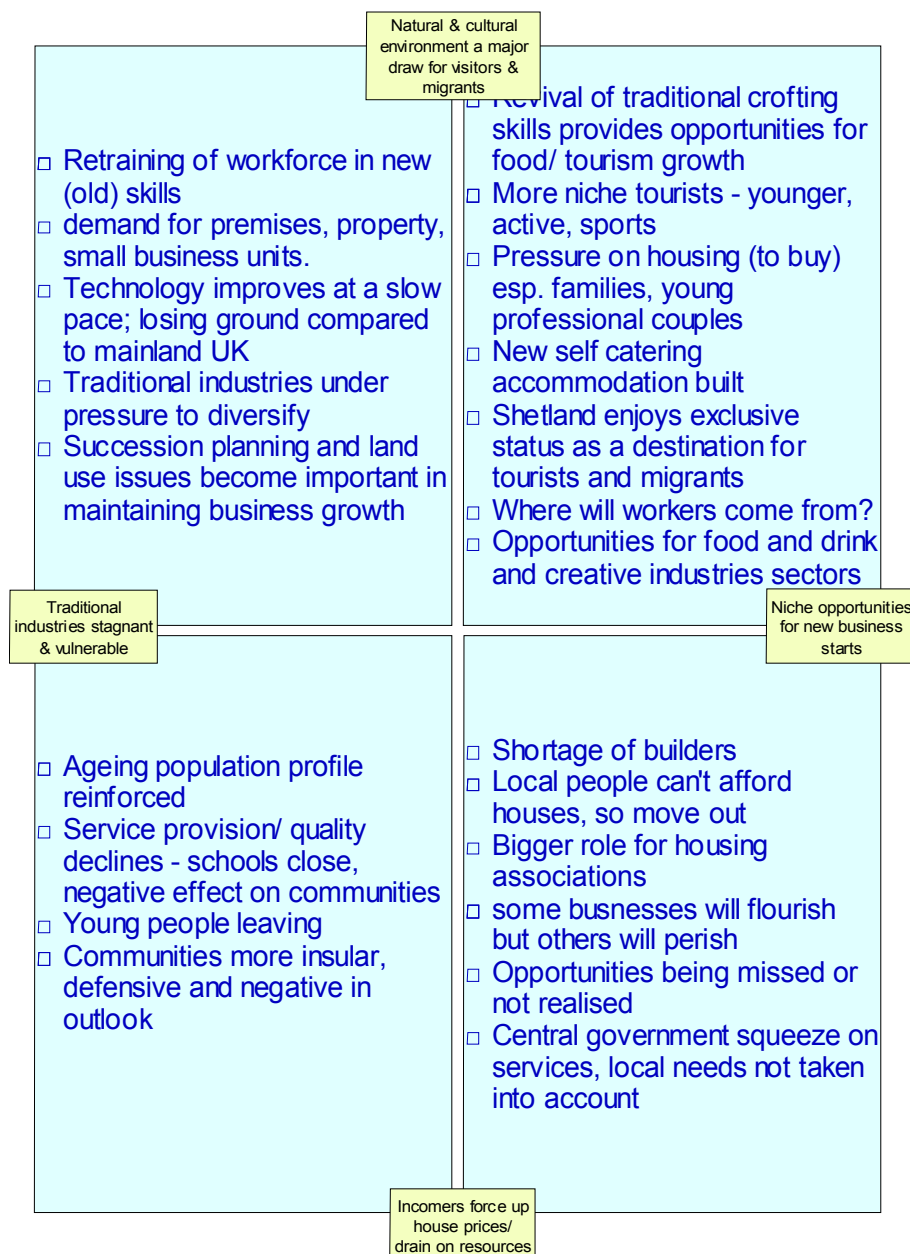 Natural & cultural
environment a major
draw for visitors &
migrants
Retraining of workforce in new
(old) skills
demand for premises, property,
small business units.
Technology improves at a slow
pace; losing ground compared
to mainland UK
Traditional industries under
pressure to diversify
Succession planning and land
use issues become important in
maintaining business growth
Revival of traditional crofting
skills provides opportunities for
food/ tourism growth
More niche tourists - younger,
active, sports
Pressure on housing (to buy)
esp. families, young
professional couples
New self catering
accommodation built
Shetland enjoys exclusive
status as a destination for
tourists and migrants
Where will workers come from?
Opportunities for food and drink
and creative industries sectors
Traditional
industries stagnant
& vulnerable
Niche opportunities
for new business
starts
Ageing population profile
reinforced
Service provision/ quality
declines - schools close,
negative effect on communities
Young people leaving
Communities more insular,
defensive and negative in
outlook
Shortage of builders
Local people can't afford
houses, so move out
Bigger role for housing
associations
some busnesses will flourish
but others will perish
Opportunities being missed or
not realised
Central government squeeze on
services, local needs not taken
into account
Incomers force up
house prices/
drain on resources